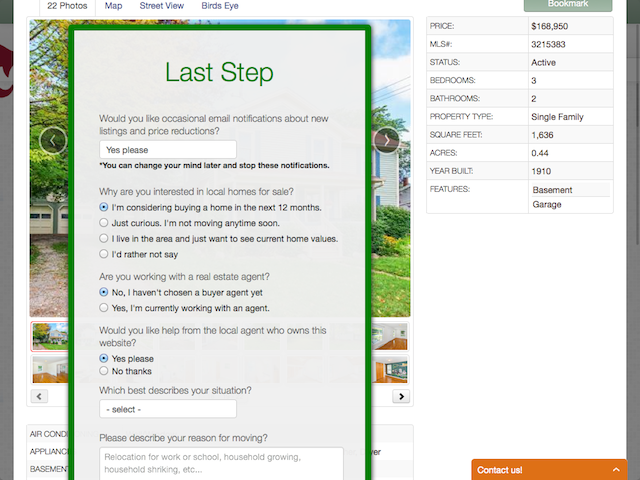 22 Photos
Map
Street View
Birds Eye
Bookmark
Last Step
Would you like occasional email notifications about new
listings and price reductions?
Yes please
*You can change your mind later and stop these notifications.
Why are you interested in local homes for sale?
I'm considering buying a home in the next 12 months.
Just curious. I'm not moving anytime soon.
I live in the area and just want to see current home values.
I'd rather not say
Are you working with a real estate agent?
No, I haven't chosen a buyer agent yet
Yes, I'm currently working with an agent.
Would you like help from the local agent who owns this
website?
Yes please
No thanks
Which best describes your situation?
- select -
Please describe your reason for moving?
Relocation for work or school, household growing,
household shriking, etc...
PRICE: $168,950
MLS#: 3215383
STATUS: Active
BEDROOMS: 3
BATHROOMS: 2
PROPERTY TYPE: Single Family
SQUARE FEET: 1,636
ACRES: 0.44
YEAR BUILT: 1910
FEATURES: Basement
Garage
AIR COND
APPLIANC
BASEMEN
Contact us!